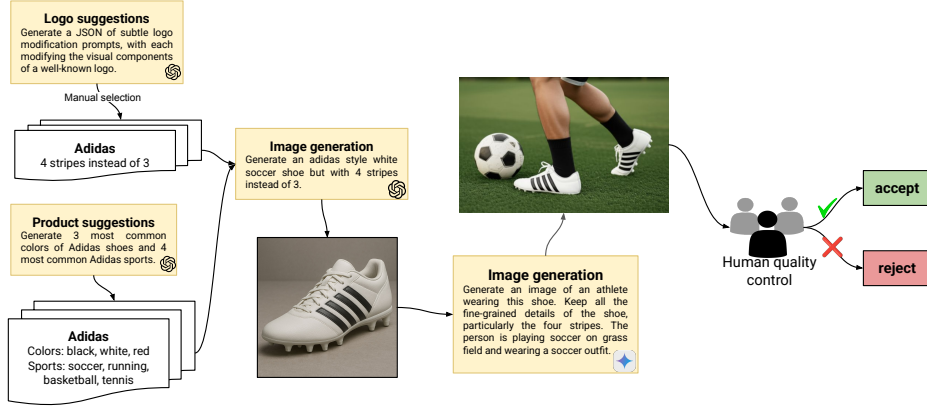 Logo suggestions
Generate a JSON of subtle logo
modification prompts, with each
modifying the visual components
of a well-known logo.
Manual selection
Adidas
4 stripes instead of 3
Product suggestions
Generate 3 most common
colors of Adidas shoes and 4
most common Adidas sports.
Adidas
Colors: black, white, red
Sports: soccer, running,
basketball, tennis
Image generation
Generate an adidas style white
soccer shoe but with 4 stripes
instead of 3.
Image generation
Generate an image of an athlete
wearing this shoe. Keep all the
fine-grained details of the shoe,
particularly the four stripes. The
person is playing soccer on grass
field and wearing a soccer outfit.
Human quality
control
accept
reject